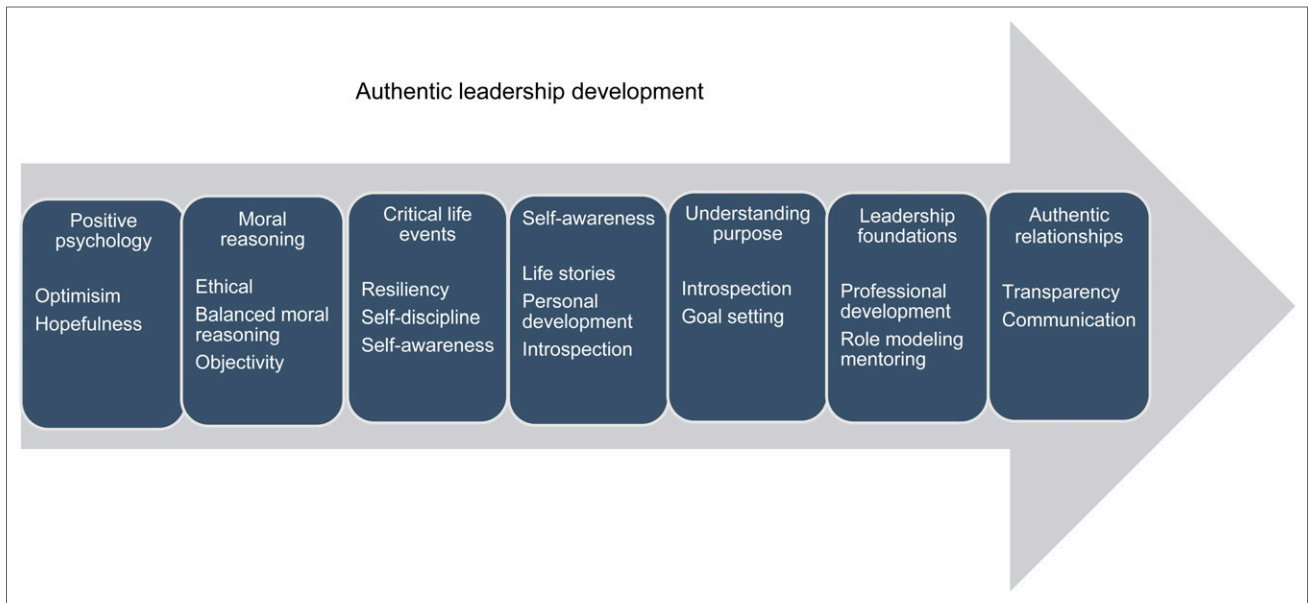 Authentic leadership development
Positive
psychology
Optimisim
Hopefulness
Moral
reasoning
Ethical
Balanced moral
reasoning
Objectivity
Critical life
events
Resiliency
Self-discipline
Self-awareness
Self-awareness
Life stories
Personal
development
Introspection
Understanding
purpose
Introspection
Goal setting
Leadership
foundations
Professional
development
Role modeling
mentoring
Authentic
relationships
Transparency
Communication